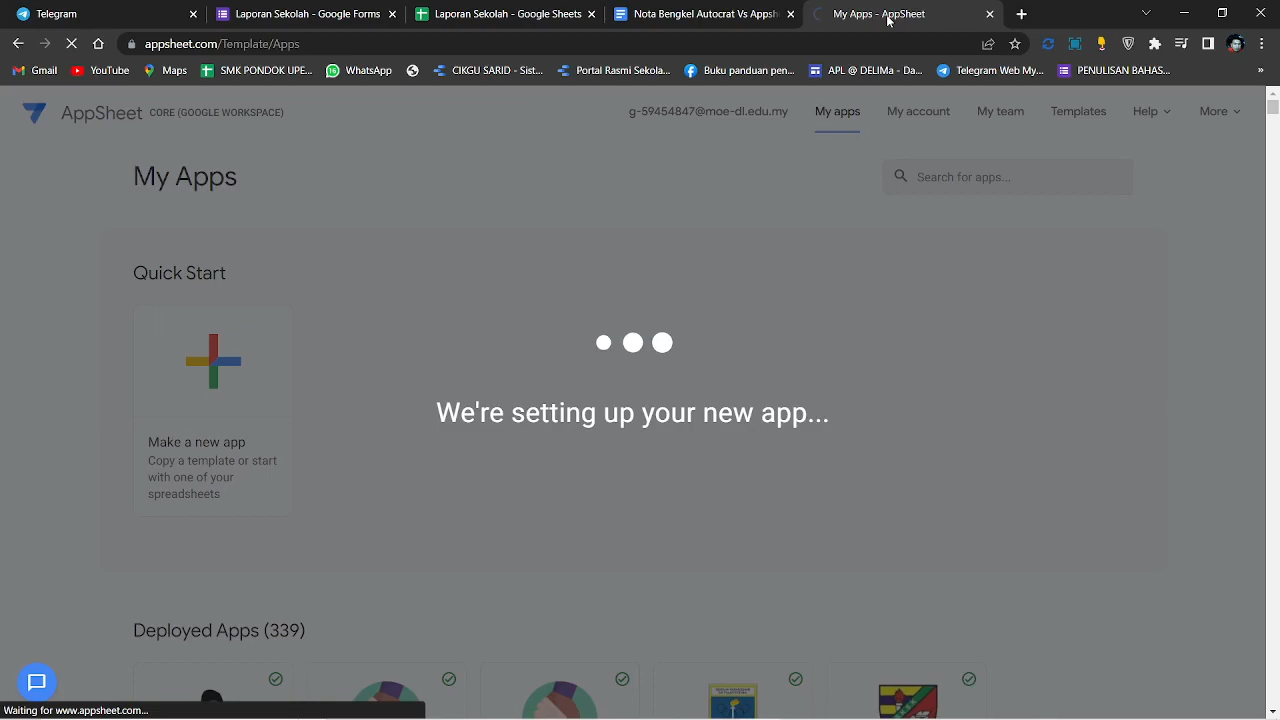 Telegram
Laporan Sekolah - Google Forms
Laporan Sekolah - Google Sheets
Nota Bengkel Autocrat Vs Appsh
My Apps - AppSheet
appsheet.com/Template/Apps
Gmail
YouTube
Maps
SMK PONDOK UPE...
WhatsApp
CIKGU SARID - Sist...
Portal Rasmi Sekola...
Buku panduan pen...
APL @ DELIMa - Da...
Telegram Web My...
PENULISAN BAHAS...
»
AppSheet
CORE (GOOGLE WORKSPACE)
g-59454847@moe-dl.edu.my
My apps
My account
My team
Templates
Help
More
My Apps
Search for apps...
Quick Start
We're setting up your new app...
Make a new app
Copy a template or start
with one of your
spreadsheets
Deployed Apps (339)
Waiting for www.appsheet.com...